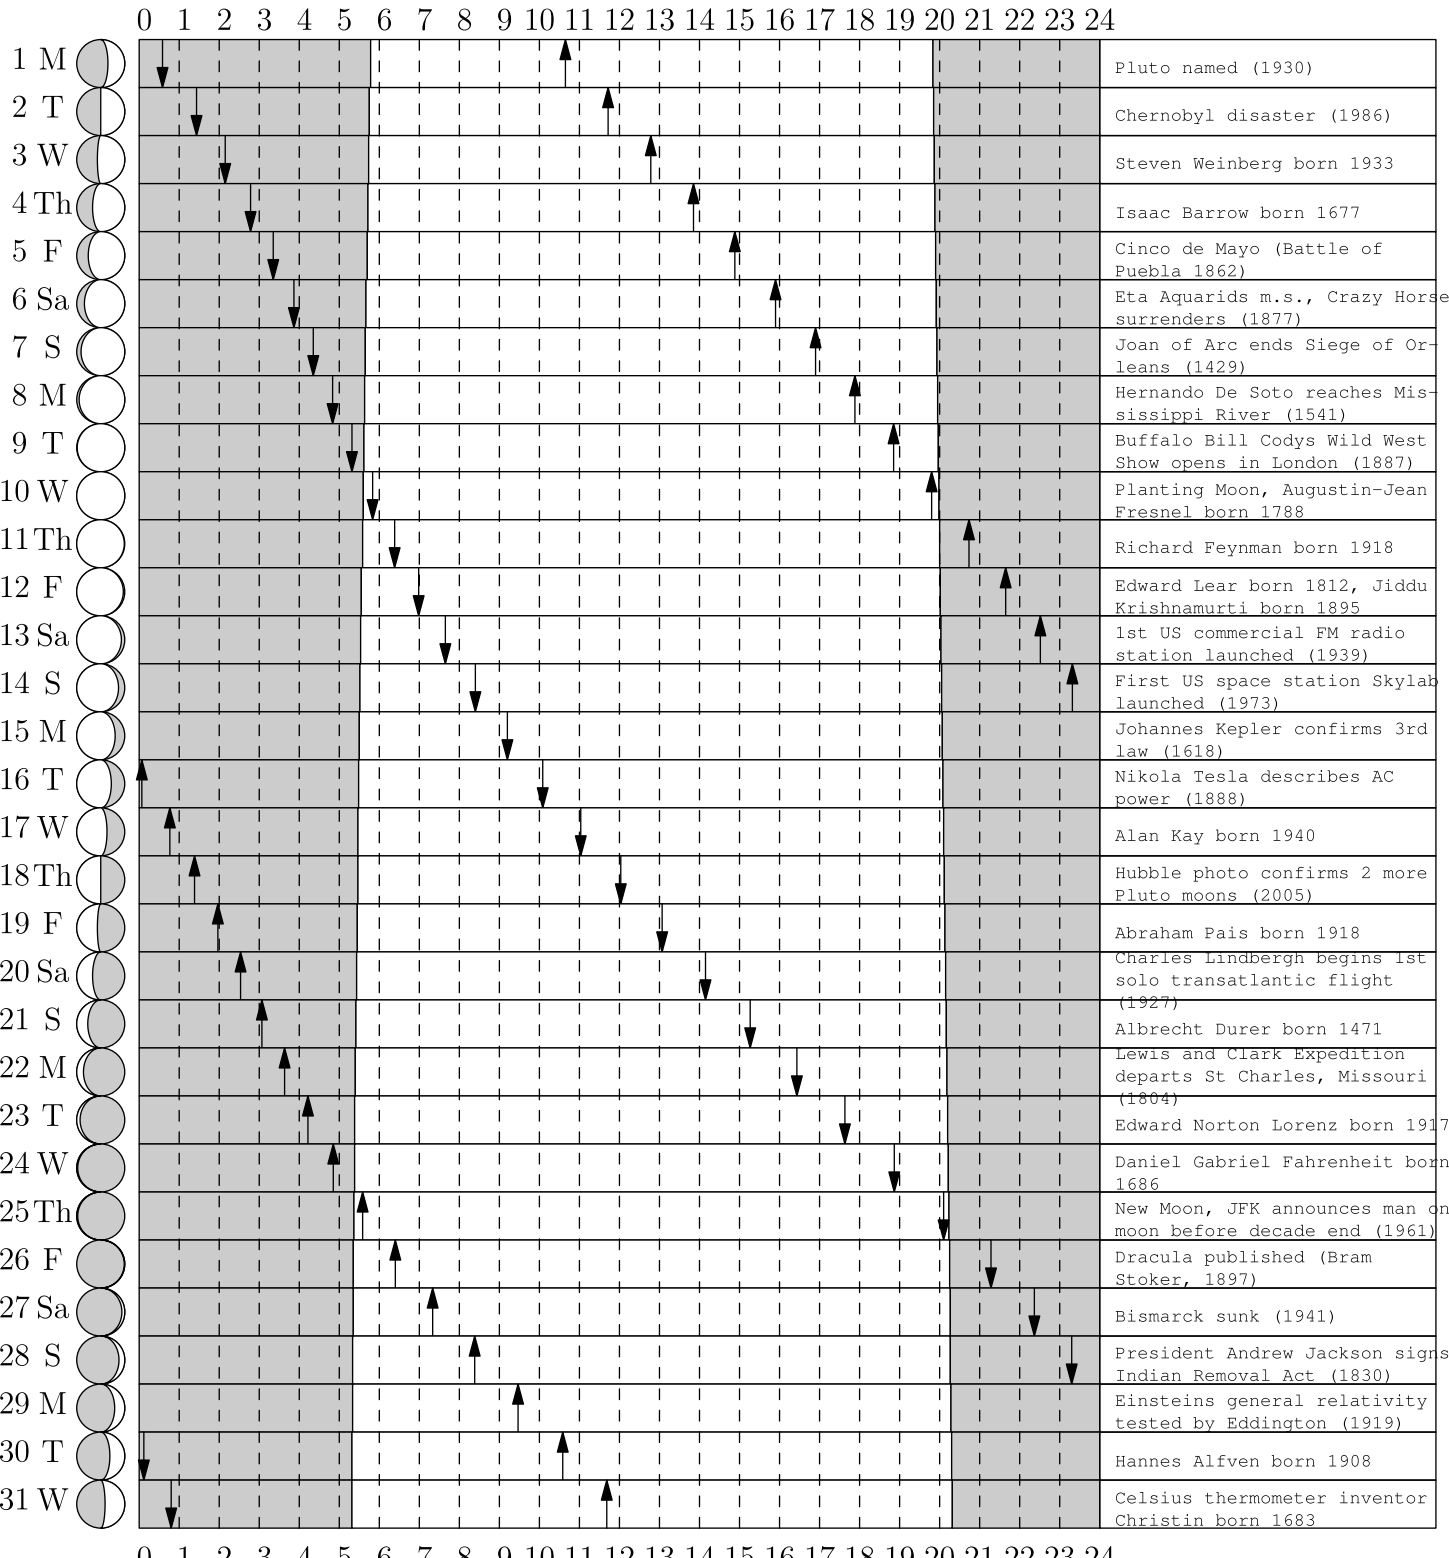 0 1 2 3 4 5 6 7 8 9 10 11 12 13 14 15 16 17 18 19 20 21 22 23 24
1 M Pluto named (1930)
2 T Chernobyl disaster (1986)
3 W Steven Weinberg born 1933
4 Th Isaac Barrow born 1677
5 F Cinco de Mayo (Battle of
Puebla 1862)
6 Sa Eta Aquarids m.s., Crazy Horse
surrenders (1877)
7 S Joan of Arc ends Siege of Or-
leans (1429)
8 M Hernando De Soto reaches Mis-
sissippi River (1541)
9 T Buffalo Bill Codys Wild West
Show opens in London (1887)
10 W Planting Moon, Augustin-Jean
Fresnel born 1788
11 Th Richard Feynman born 1918
12 F Edward Lear born 1812, Jiddu
Krishnamurti born 1895
13 Sa 1st US commercial FM radio
station launched (1939)
14 S First US space station Skylab
launched (1973)
15 M Johannes Kepler confirms 3rd
law (1618)
16 T Nikola Tesla describes AC
power (1888)
17 W Alan Kay born 1940
18 Th Hubble photo confirms 2 more
Pluto moons (2005)
19 F Abraham Pais born 1918
20 Sa Charles Lindbergh begins 1st
solo transatlantic flight
(1927)
21 S Albrecht Durer born 1471
22 M Lewis and Clark Expedition
departs St Charles, Missouri
(1804)
23 T Edward Norton Lorenz born 1917
24 W Daniel Gabriel Fahrenheit born
1686
25 Th New Moon, JFK announces man on
moon before decade end (1961)
26 F Dracula published (Bram
Stoker, 1897)
27 Sa Bismarck sunk (1941)
28 S President Andrew Jackson signs
Indian Removal Act (1830)
29 M Einsteins general relativity
tested by Eddington (1919)
30 T Hannes Alfven born 1908
31 W Celsius thermometer inventor
Christin born 1683
0 1 2 3 4 5 6 7 8 9 10 11 12 13 14 15 16 17 18 19 20 21 22 23 24